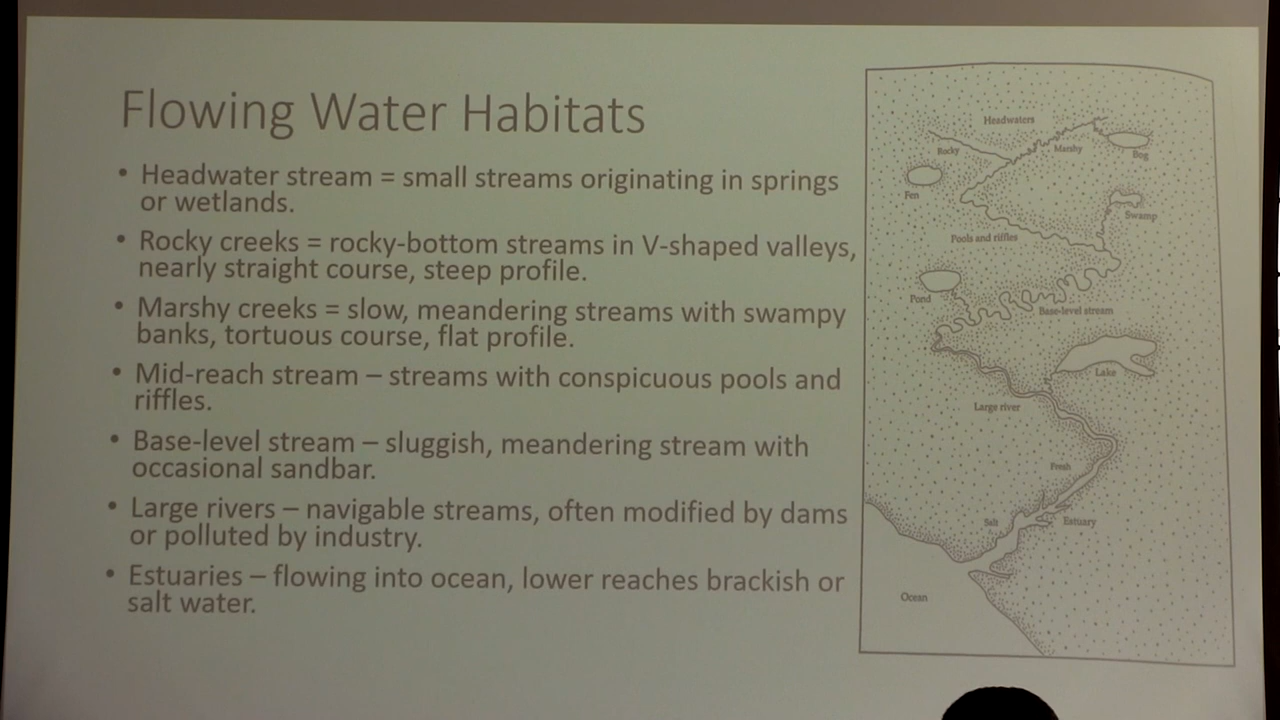 Flowing Water Habitats
• Headwater stream = small streams originating in springs
or wetlands.
• Rocky creeks = rocky-bottom streams in V-shaped valleys,
nearly straight course, steep profile.
• Marshy creeks = slow, meandering streams with swampy
banks, tortuous course, flat profile.
• Mid-reach stream – streams with conspicuous pools and
riffles.
• Base-level stream – sluggish, meandering stream with
occasional sandbar.
• Large rivers – navigable streams, often modified by dams
or polluted by industry.
• Estuaries – flowing into ocean, lower reaches brackish or
salt water.
Headwaters
Rocky
Marshy
Bog
Fen
Swamp
Pools and riffles
Pond
Base-level stream
Lake
Large river
Fresh
Salt
Estuary
Ocean